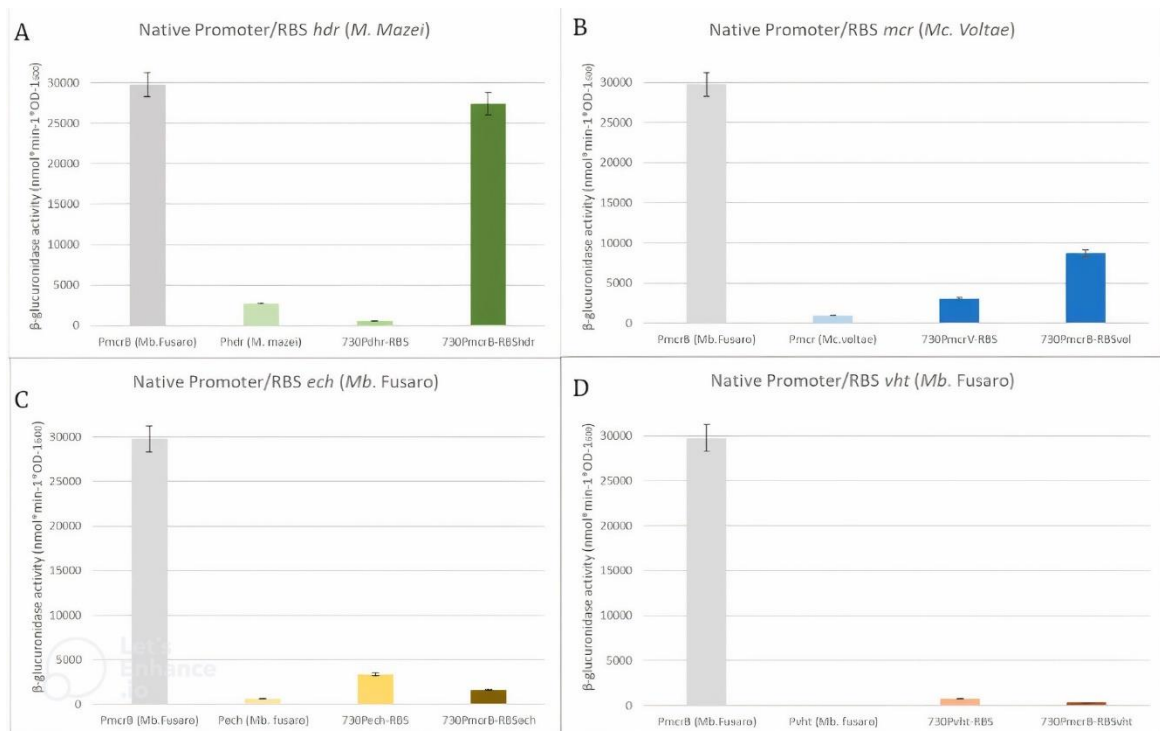 A
Native Promoter/RBS hdr (M. Mazei)
β-glucuronidase activity (nmol*min-1*OD-1600)
30000
25000
20000
15000
10000
5000
0
PmcrB (Mb.Fusaro)
Phdr (M. mazei)
730Pdhr-RBS
730PmcrB-RBShdr
B
Native Promoter/RBS mcr (Mc. Voltae)
β-glucuronidase activity (nmol*min-1*OD-1600)
30000
25000
20000
15000
10000
5000
0
PmcrB (Mb.Fusaro)
Pmcr (Mc.voltae)
730PmcrV-RBS
730PmcrB-RBSvol
C
Native Promoter/RBS ech (Mb. Fusaro)
β-glucuronidase activity (nmol*min-1*OD-1600)
30000
25000
20000
15000
10000
5000
0
PmcrB (Mb.Fusaro)
Pech (Mb. fusaro)
730Pech-RBS
730PmcrB-RBSech
Let's
Enhance
.io
D
Native Promoter/RBS vht (Mb. Fusaro)
β-glucuronidase activity (nmol*min-1*OD-1600)
30000
25000
20000
15000
10000
5000
0
PmcrB (Mb.Fusaro)
Pvht (Mb. fusaro)
730Pvht-RBS
730PmcrB-RBSvht